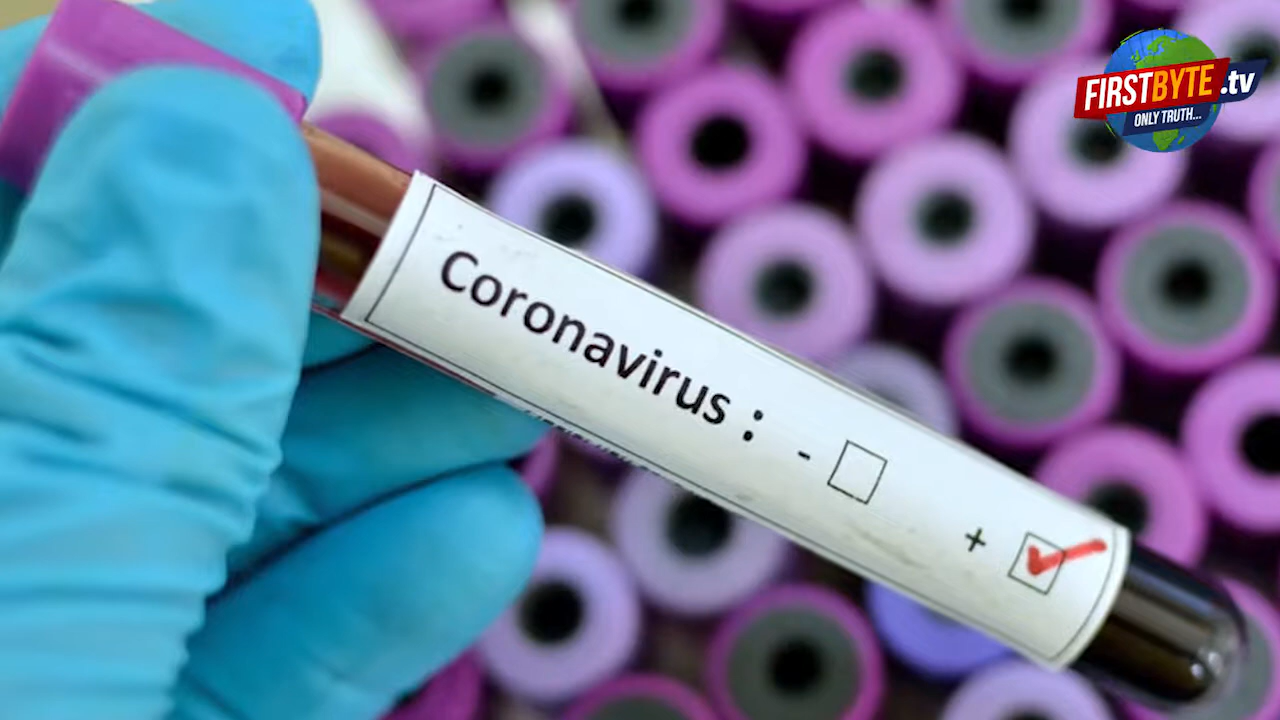 FIRSTBYTE.tv
ONLY TRUTH...
Coronavirus :
- ☐
+ ☑